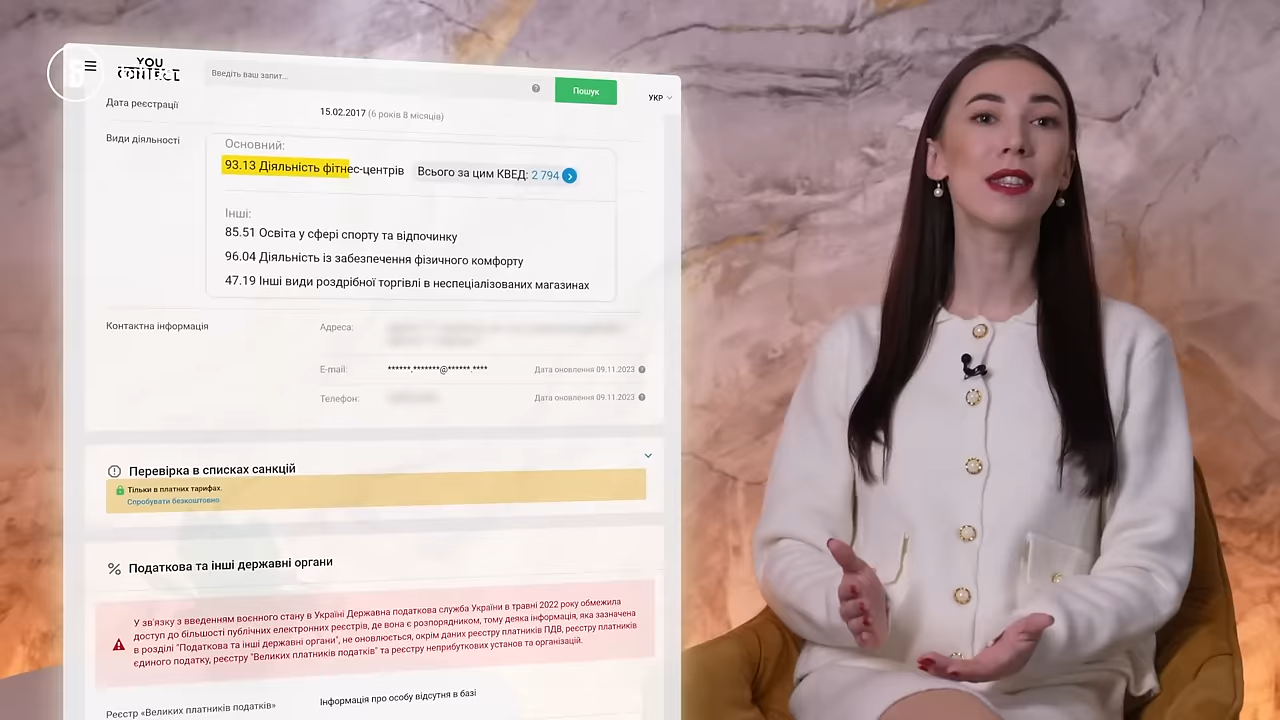 YOU
CONTROL
Введіть ваш запит...
Пошук
УКР
Дата реєстрації
15.02.2017 (6 років 8 місяців)
Види діяльності
Основний:
93.13 Діяльність фітнес-центрів
Всього за цим КВЕД: 2 794
Інші:
85.51 Освіта у сфері спорту та відпочинку
96.04 Діяльність із забезпечення фізичного комфорту
47.19 Інші види роздрібної торгівлі в неспеціалізованих магазинах
Контактна інформація
Адреса:
E-mail:
******.*******@******.****
Дата оновлення 09.11.2023
Телефон:
Дата оновлення 09.11.2023
Перевірка в списках санкцій
Тільки в платних тарифах.
Спробувати безкоштовно
Податкова та інші державні органи
У зв'язку з введенням воєнного стану в Україні Державна податкова служба України в травні 2022 року обмежила
доступ до більшості публічних електронних реєстрів, де вона є розпорядником, тому деяка інформація, яка зазначена
в розділі "Податкова та інші державні органи", не оновлюється, окрім даних реєстру платників ПДВ, реєстру платників
єдиного податку, реєстру "Великих платників податків" та реєстру неприбуткових установ та організацій.
Реєстр «Великих платників податків»
Інформація про особу відсутня в базі